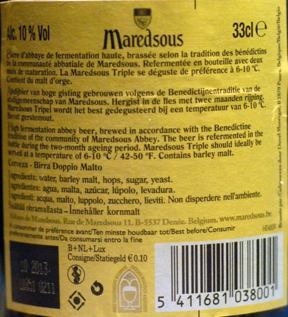 Alc. 10 % Vol
Maredsous
33cl e
Bière d'abbaye de fermentation haute, brassée selon la tradition des bénédictins
de la communauté abbatiale de Maredsous. Refermentée en bouteille avec deux
mois de maturation. La Maredsous Triple se déguste de préférence à 6-10 °C.
Contient du malt d'orge.
Abdijbier van hoge gisting gebrouwen volgens de Benedictijnentraditie van de
abdijgemeenschap van Maredsous. Hergist in de fles met twee maanden rijping.
Maredsous Tripel wordt het best gedegusteerd bij een temperatuur van 6-10 °C.
Bevat gerstemout.
High fermentation abbey beer, brewed in accordance with the Benedictine
tradition of the community of Maredsous Abbey. The beer is refermented in the
bottle during the two-month ageing period. Maredsous Triple should ideally be
served at a temperature of 6-10 °C / 42-50 °F. Contains barley malt.
Cerveza - Birra Doppio Malto
Ingredients: water, barley malt, hops, sugar, yeast.
Ingredientes: agua, malta, azúcar, lúpolo, levadura.
Ingredienti: acqua, malto, luppolo, zucchero, lieviti. Non disperdere nell'ambiente.
ohraallasta - Innehåller kornmalt
Maredsous, Rue de Maredsous 11, B-5537 Denée, Belgium, www.maredsous.be
A consommer de préférence avant/Ten minste houdbaar tot/Best before/Consumir
preferentemente antes/Da consumarsi entro la fine
B+NL+Lux
Consigne/Statiegeld € 0.10
10 2013
0211
5 411681 038001